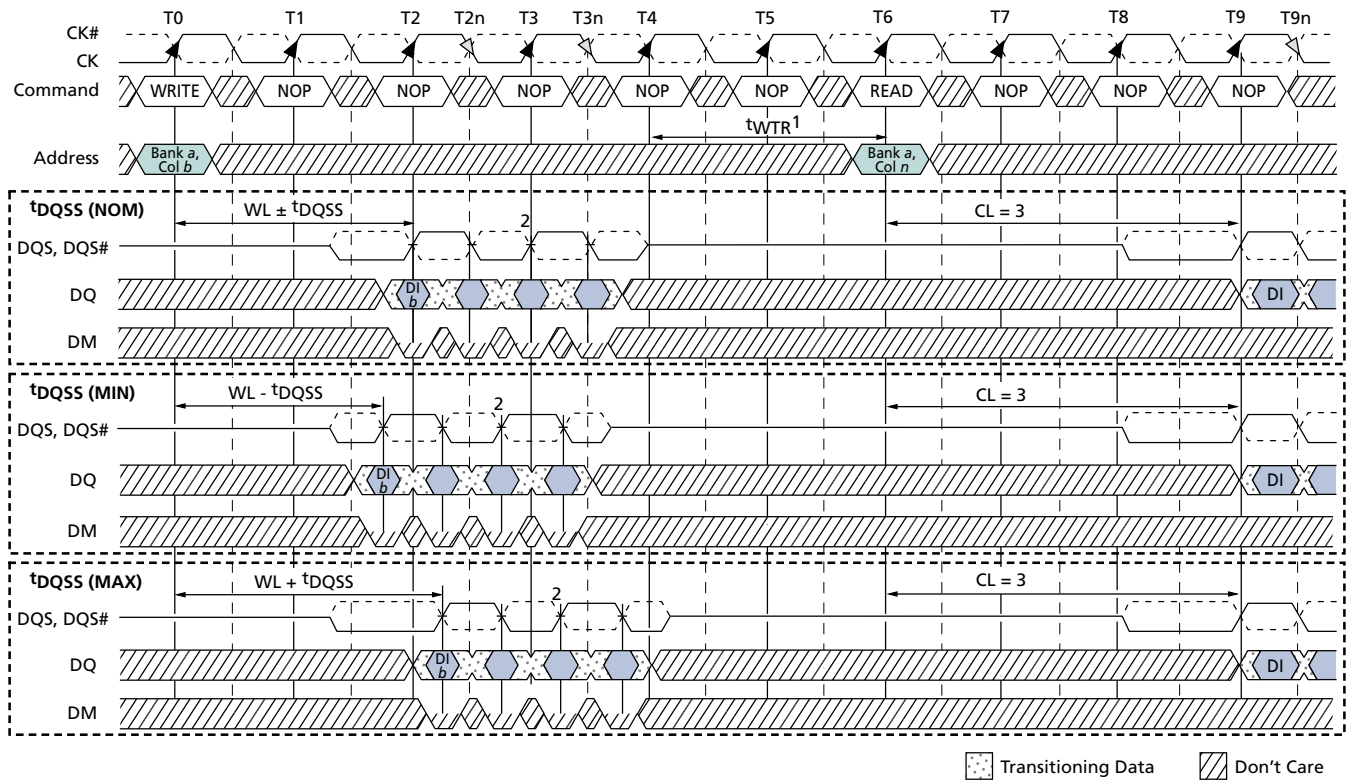 T0 T1 T2 T2n T3 T3n T4 T5 T6 T7 T8 T9 T9n
CK#
CK
Command WRITE NOP NOP NOP NOP NOP READ NOP NOP NOP
tWTR1
Address Bank a, Col b Bank a, Col n
tDQSS (NOM) WL ± tDQSS 2 CL = 3
DQS, DQS#
DQ DI b DI
DM
tDQSS (MIN) WL - tDQSS 2 CL = 3
DQS, DQS#
DQ DI b DI
DM
tDQSS (MAX) WL + tDQSS 2 CL = 3
DQS, DQS#
DQ DI b DI
DM
Transitioning Data Don't Care